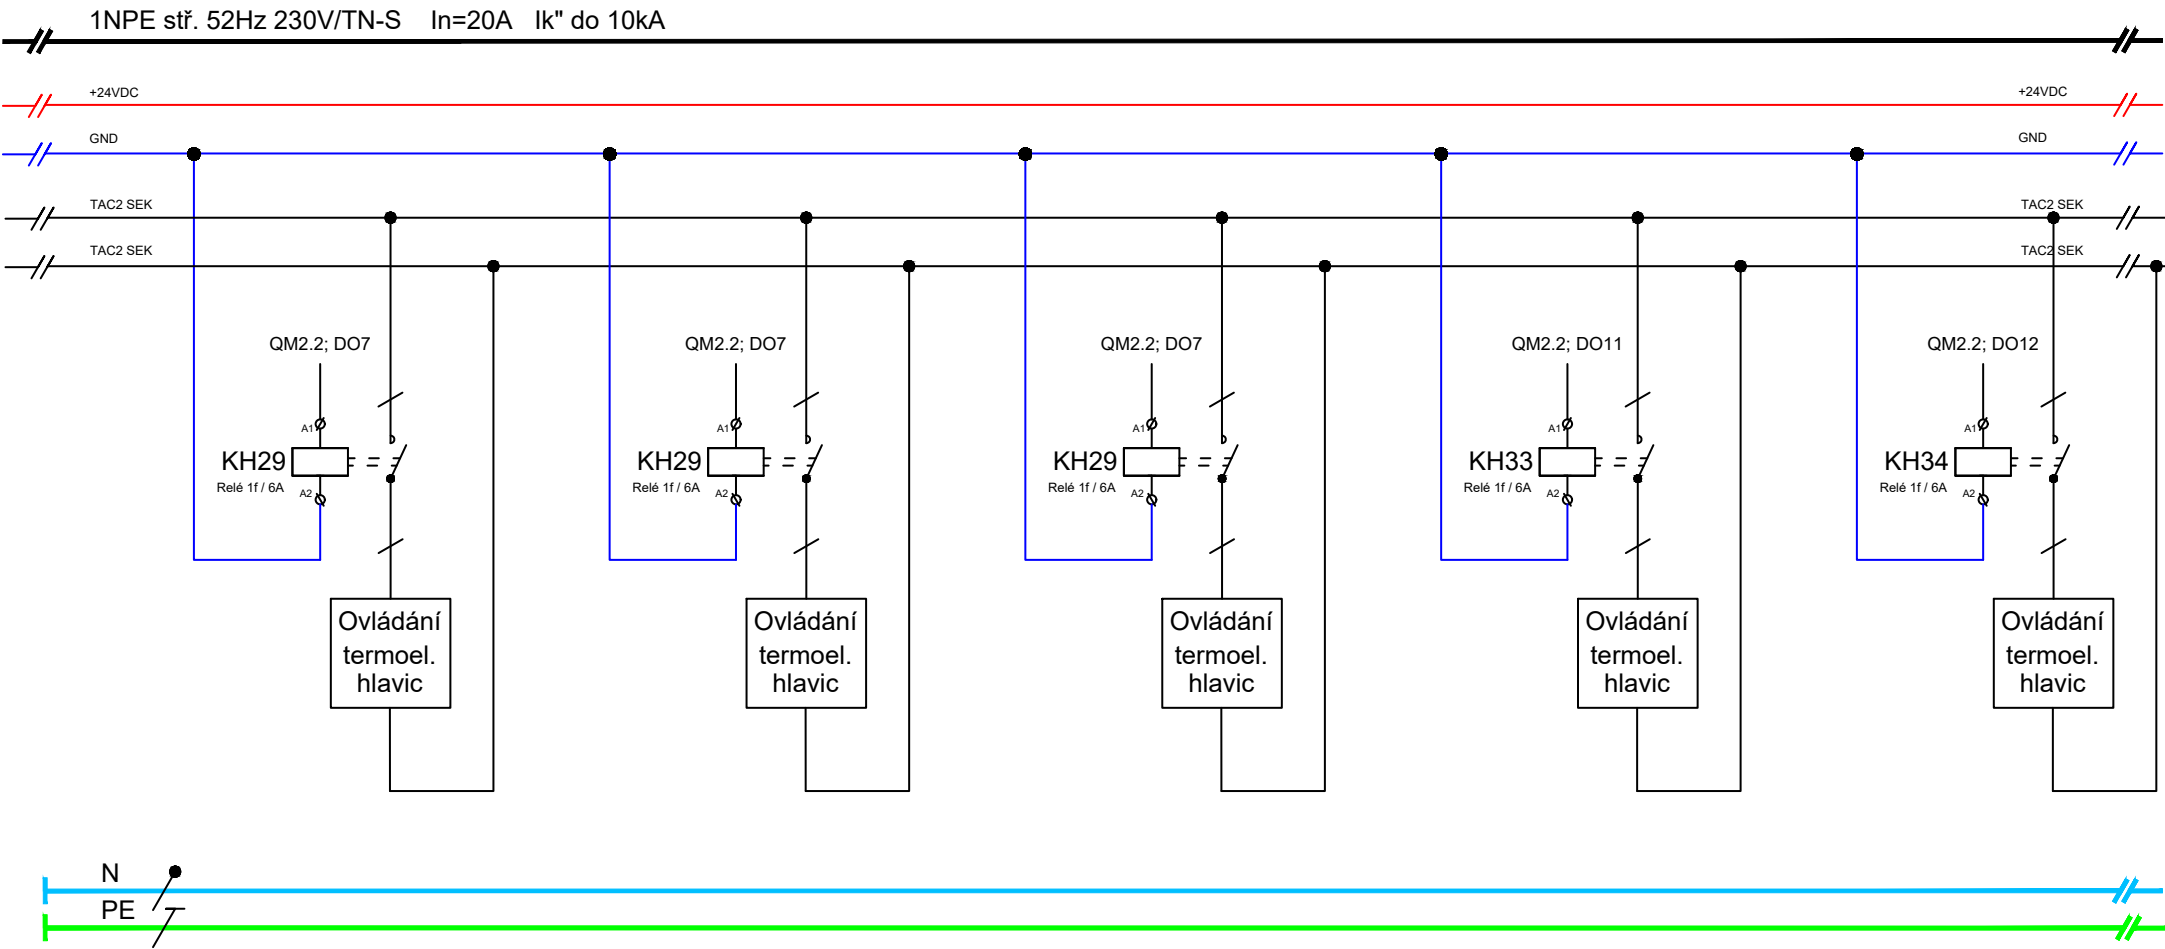 1NPE stř. 52Hz 230V/TN-S In=20A Ik" do 10kA
+24VDC +24VDC
GND GND
TAC2 SEK TAC2 SEK
TAC2 SEK TAC2 SEK
QM2.2; DO7 QM2.2; DO7 QM2.2; DO7 QM2.2; DO11 QM2.2; DO12
A1 A1 A1 A1 A1
KH29 KH29 KH29 KH33 KH34
Relé 1f / 6A Relé 1f / 6A Relé 1f / 6A Relé 1f / 6A Relé 1f / 6A
A2 A2 A2 A2 A2
Ovládání Ovládání Ovládání Ovládání Ovládání
termoel. termoel. termoel. termoel. termoel.
hlavic hlavic hlavic hlavic hlavic
N
PE